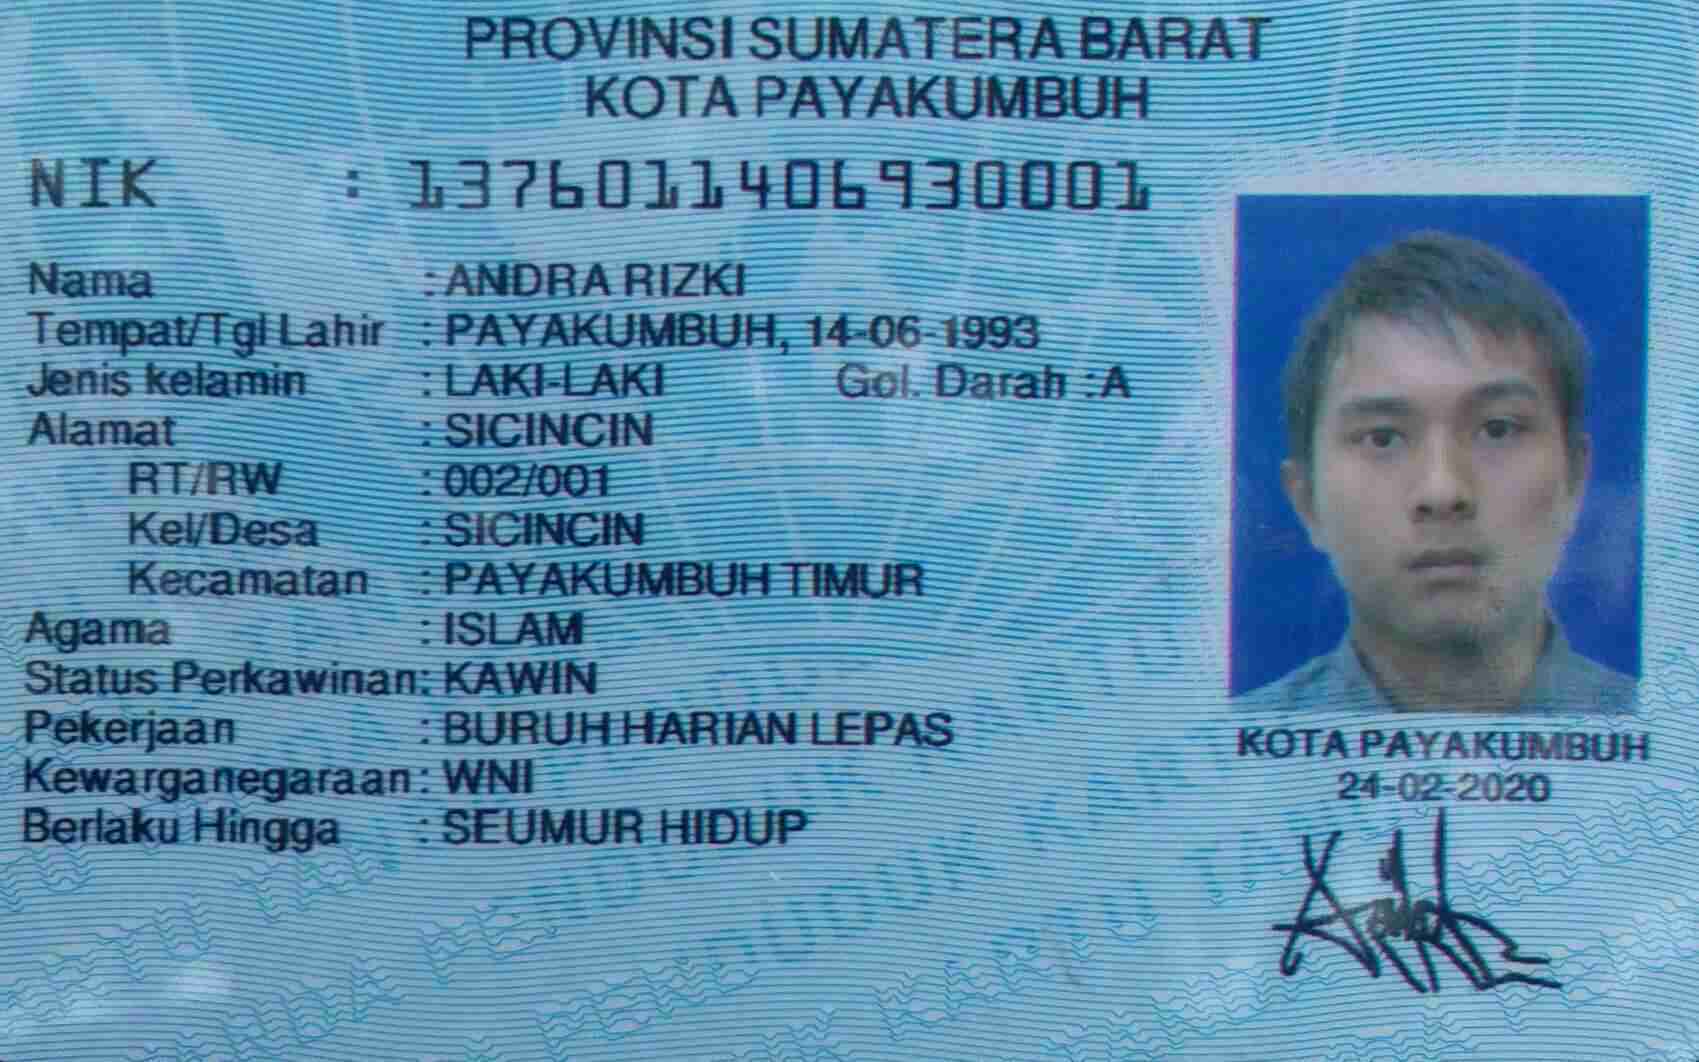 PROVINSI SUMATERA BARAT
KOTA PAYAKUMBUH
NIK : 1376011406930001
Nama : ANDRA RIZKI
Tempat/Tgl Lahir : PAYAKUMBUH, 14-06-1993
Jenis kelamin : LAKI-LAKI Gol. Darah : A
Alamat : SICINCIN
RT/RW : 002/001
Kel/Desa : SICINCIN
Kecamatan : PAYAKUMBUH TIMUR
Agama : ISLAM
Status Perkawinan: KAWIN
Pekerjaan : BURUH HARIAN LEPAS
Kewarganegaraan: WNI
Berlaku Hingga : SEUMUR HIDUP
KOTA PAYAKUMBUH
24-02-2020